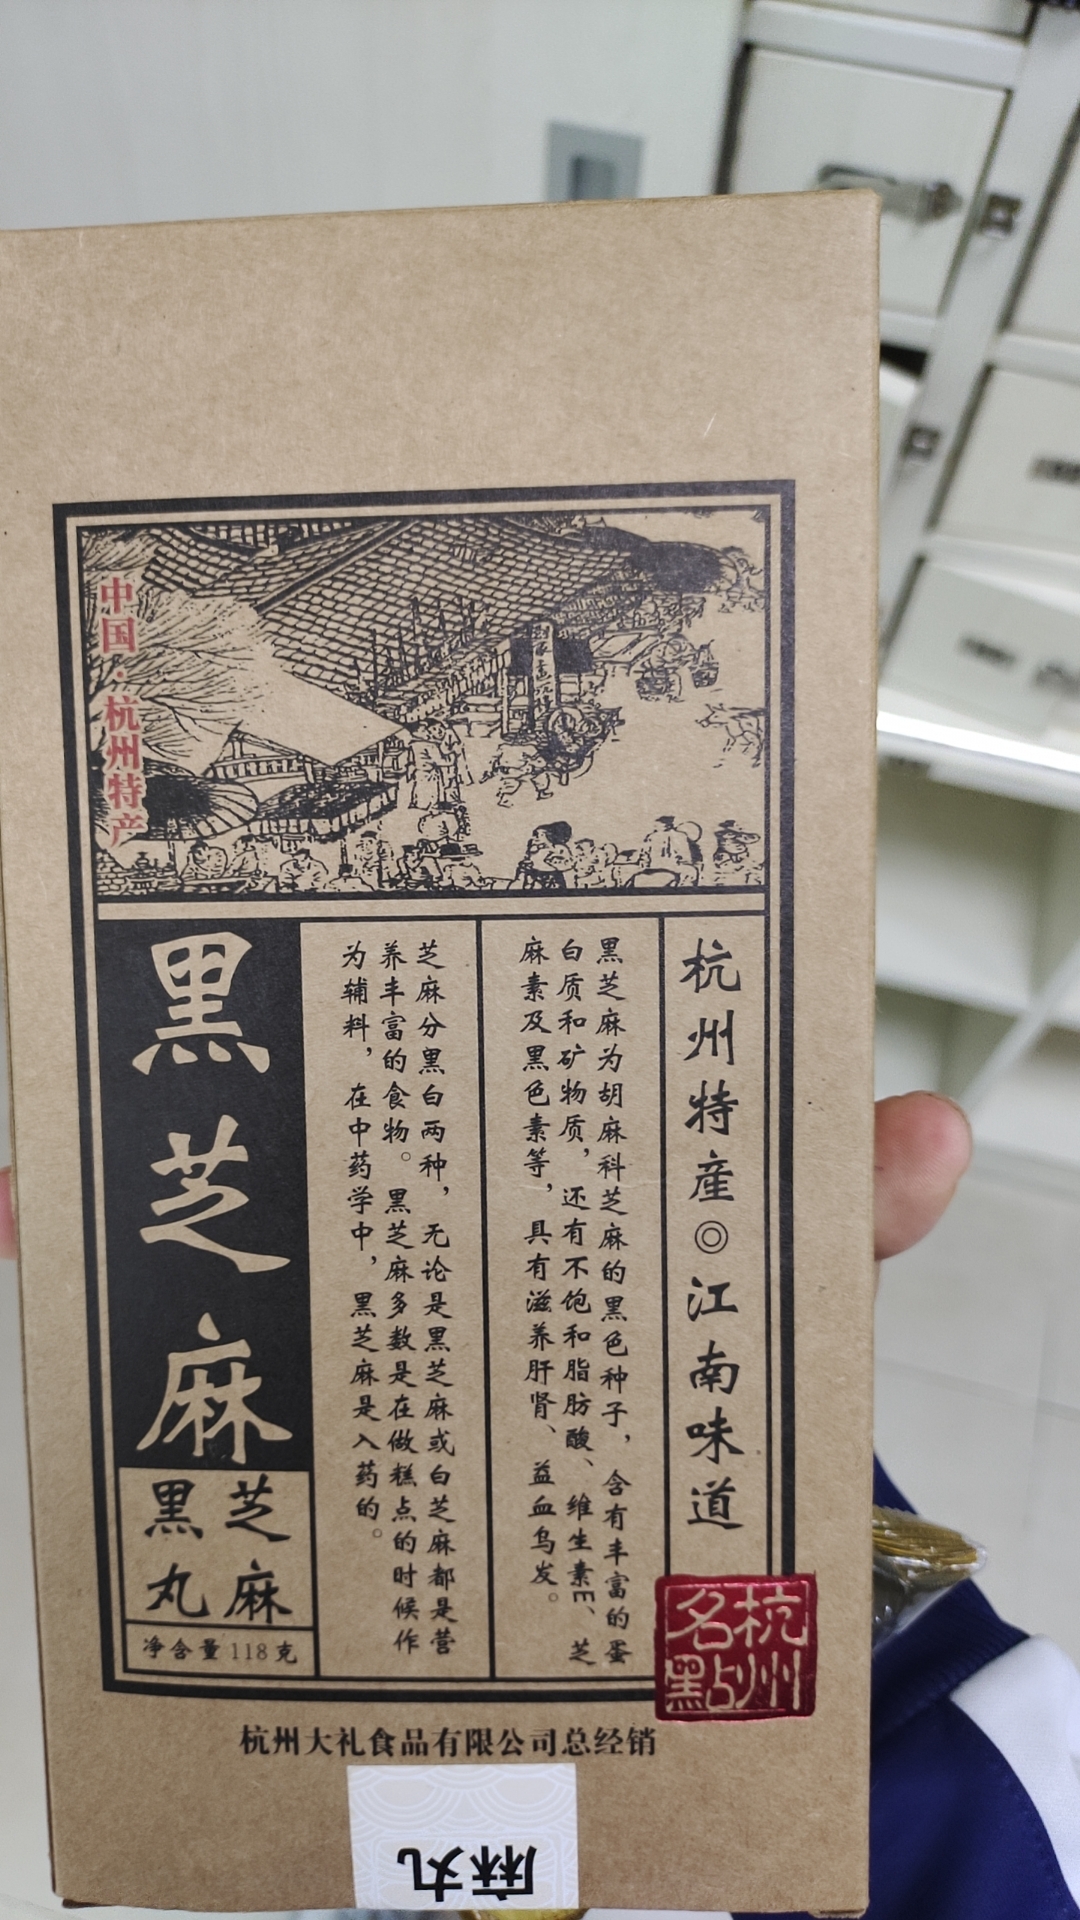 中国·杭州特产
杭州特産◎江南味道
黑芝麻为胡麻科芝麻的黑色种子，含有丰富的蛋
白质和矿物质，还有不饱和脂肪酸、维生素E、芝
麻素及黑色素等，具有滋养肝肾、益血乌发。
芝麻分黑白两种，无论是黑芝麻或白芝麻都是营
养丰富的食物。黑芝麻多数是在做糕点的时候作
为辅料，在中药学中，黑芝麻是入药的。
黑芝麻
芝麻
黑丸
净含量118克
杭州
名點
杭州大礼食品有限公司总经销
麻丸